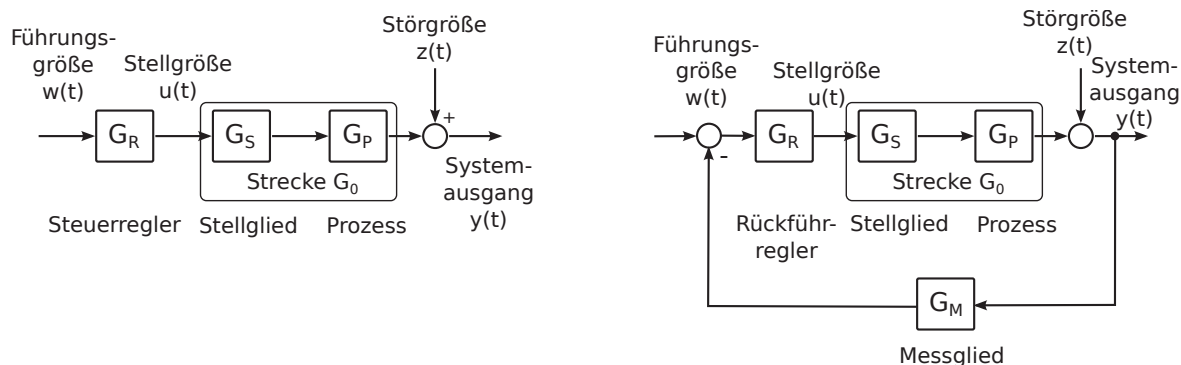 Führungs-
größe
w(t)
Stellgröße
u(t)
Störgröße
z(t)
+
G_R
G_S
G_P
Strecke G_0
System-
ausgang
y(t)
Steuerregler
Stellglied
Prozess
Führungs-
größe
w(t)
Stellgröße
u(t)
Störgröße
z(t)
System-
ausgang
y(t)
-
G_R
G_S
G_P
Strecke G_0
Rückführ-
regler
Stellglied
Prozess
G_M
Messglied